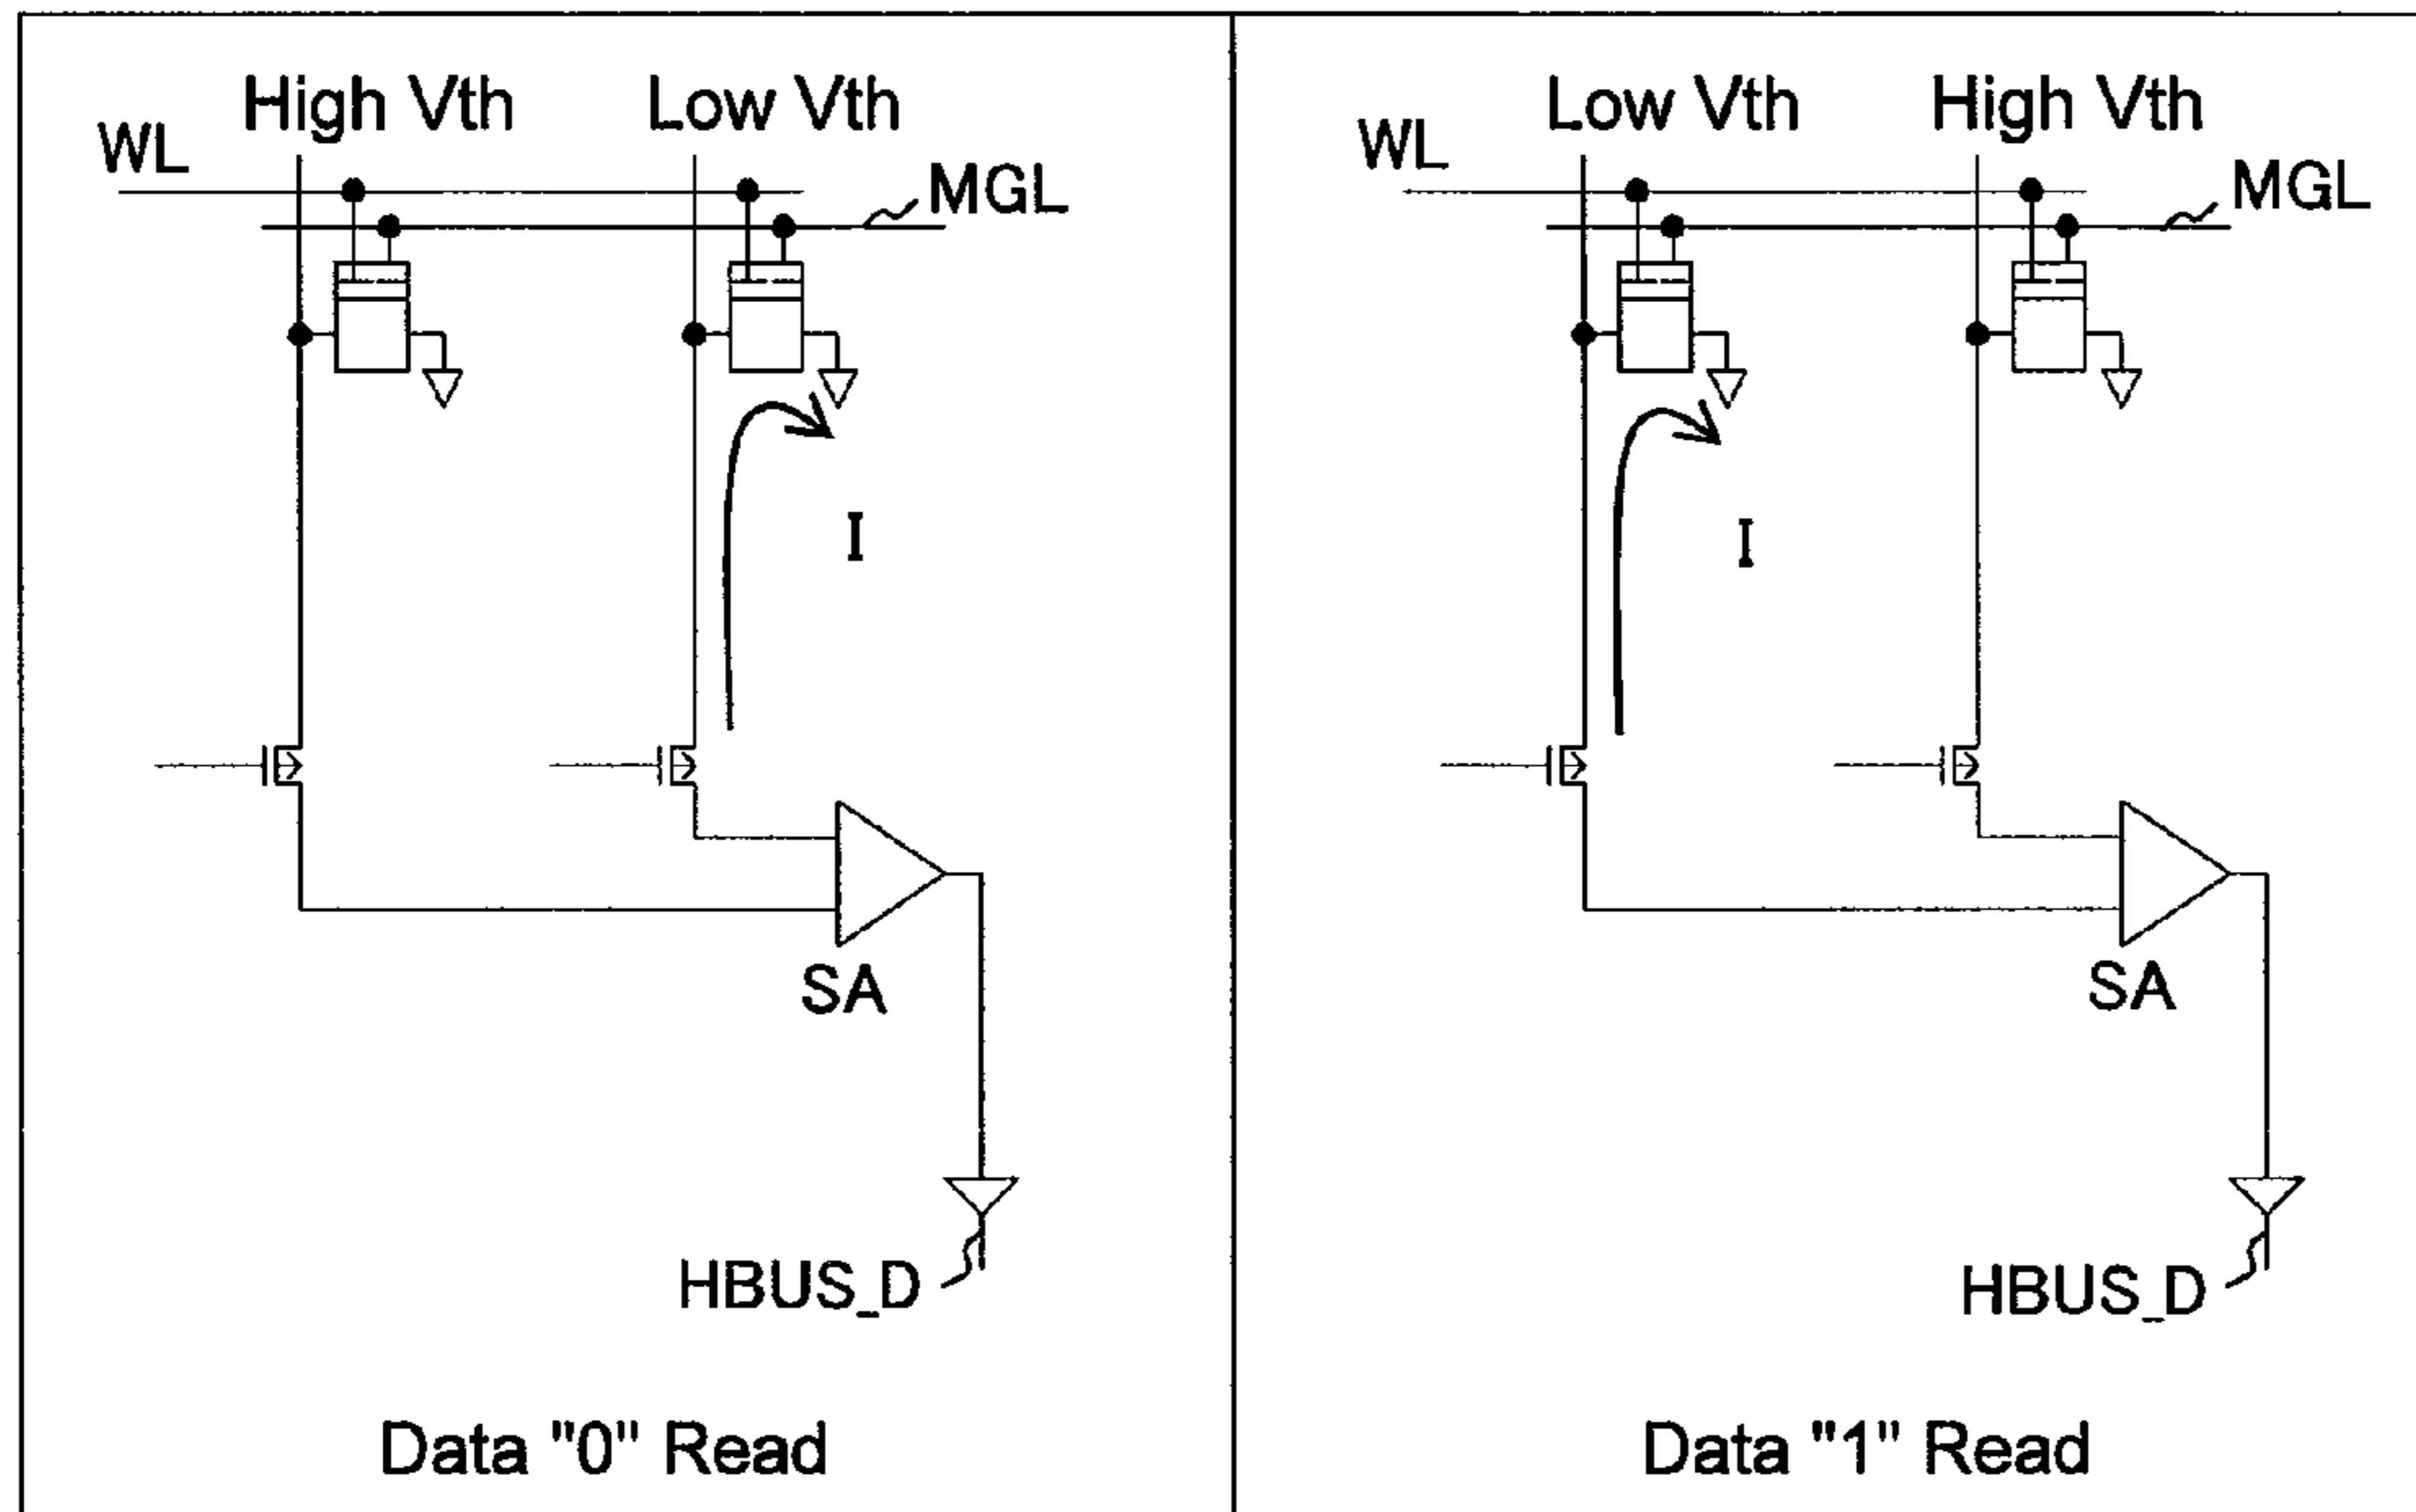 High Vth Low Vth
WL
MGL
I
SA
HBUS_D
Data "0" Read
Low Vth High Vth
WL
MGL
I
SA
HBUS_D
Data "1" Read